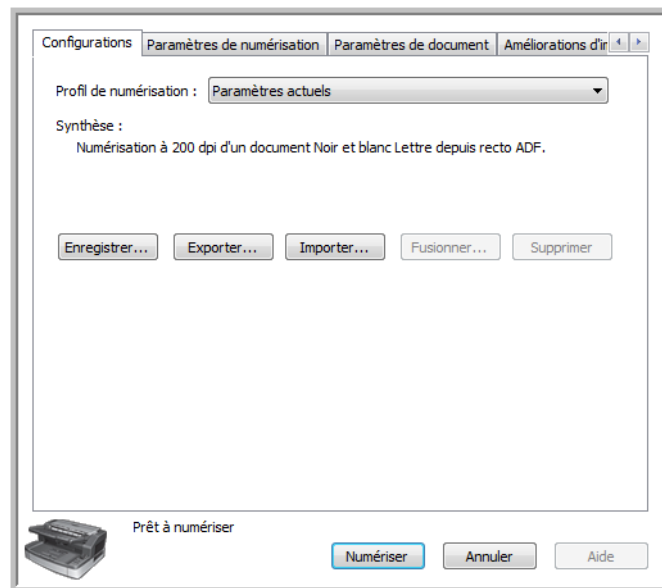 Configurations Paramètres de numérisation Paramètres de document Améliorations d'
Profil de numérisation : Paramètres actuels
Synthèse :
Numérisation à 200 dpi d'un document Noir et blanc Lettre depuis recto ADF.
Enregistrer... Exporter... Importer... Fusionner... Supprimer
Prêt à numériser
Numériser Annuler Aide